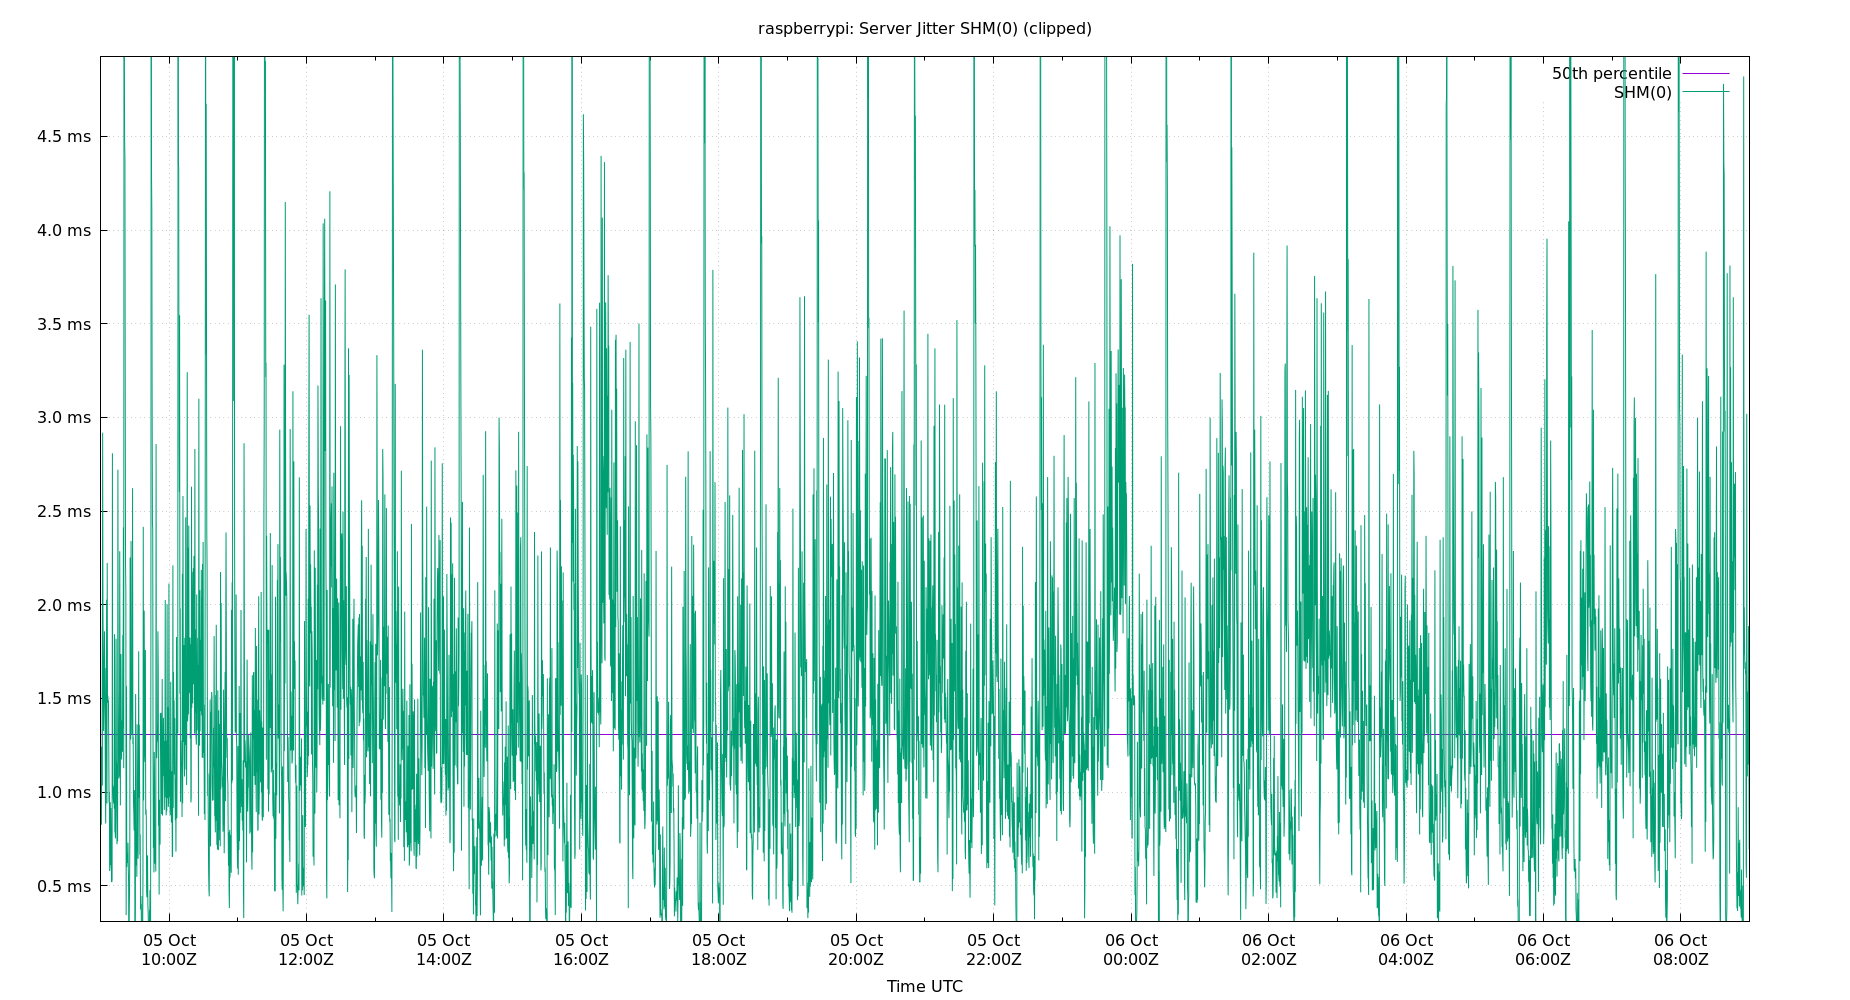 raspberrypi: Server Jitter SHM(0) (clipped)
50th percentile
SHM(0)
4.5 ms
4.0 ms
3.5 ms
3.0 ms
2.5 ms
2.0 ms
1.5 ms
1.0 ms
0.5 ms
05 Oct 05 Oct 05 Oct 05 Oct 05 Oct 05 Oct 05 Oct 06 Oct 06 Oct 06 Oct 06 Oct 06 Oct
10:00Z 12:00Z 14:00Z 16:00Z 18:00Z 20:00Z 22:00Z 00:00Z 02:00Z 04:00Z 06:00Z 08:00Z
Time UTC